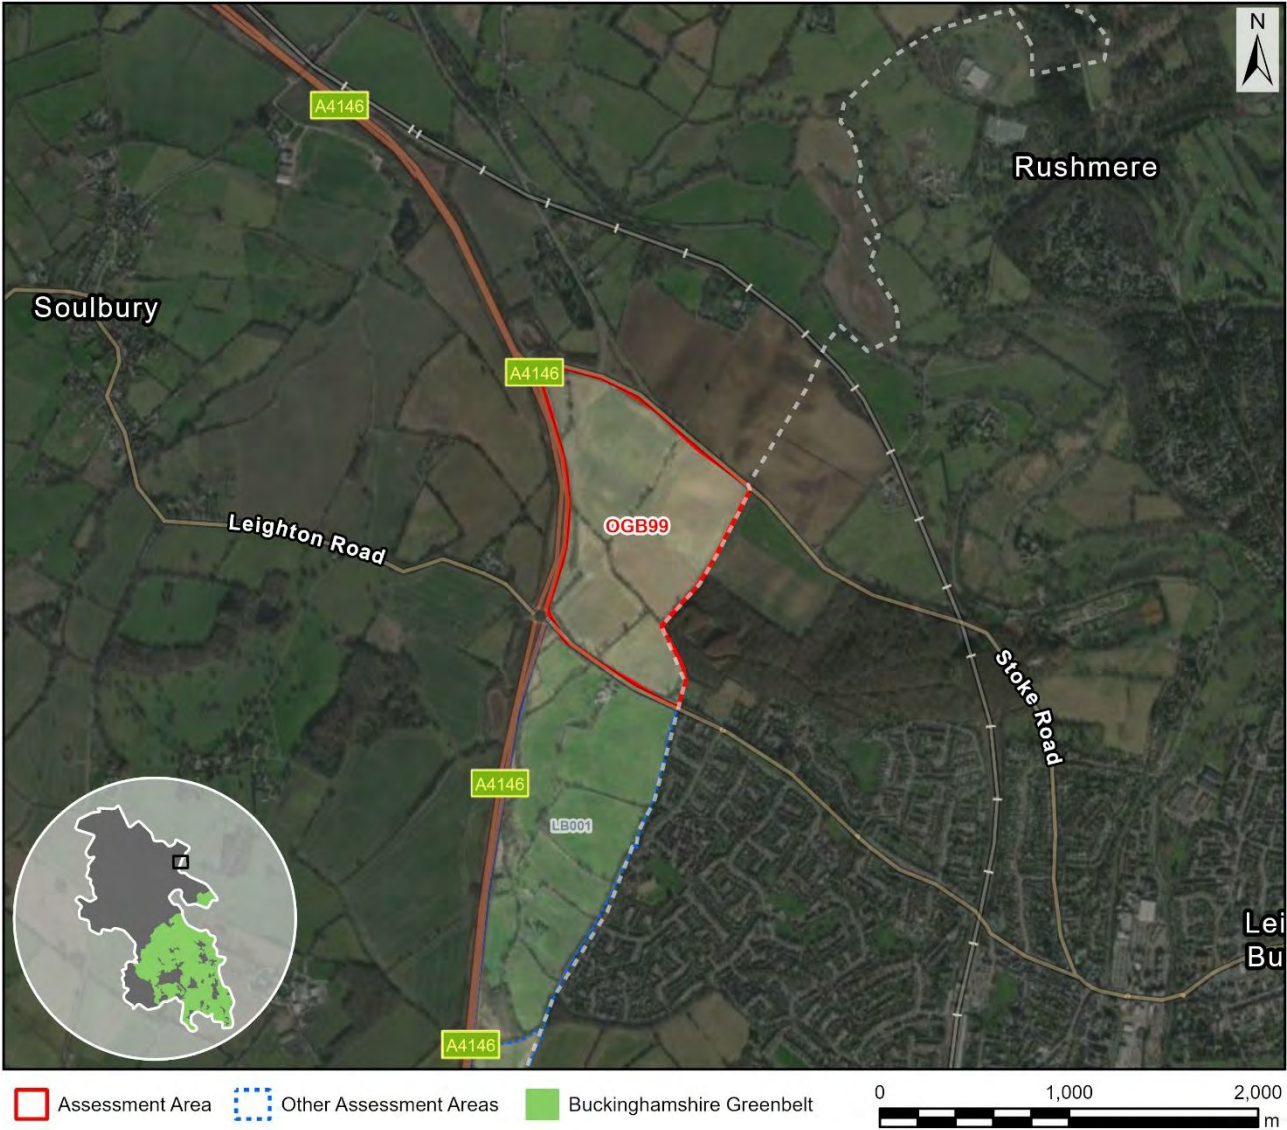 N
A4146
Rushmere
Soulbury
A4146
OGB99
Leighton Road
Stoke Road
A4146
LB001
Lei
Bu
A4146
Assessment Area
Other Assessment Areas
Buckinghamshire Greenbelt
0 1,000 2,000
m